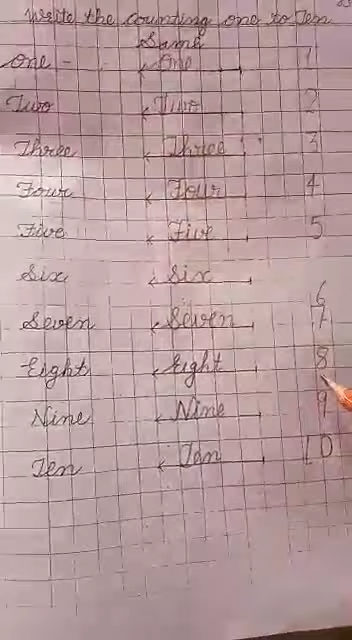 Write the counting one to Ten
Same
One - One 1
Two Two 2
Three Three 3
Four Four 4
Five Five 5
Six Six 6
Seven Seven 7
Eight Eight 8
Nine Nine 9
Ten Tan 10